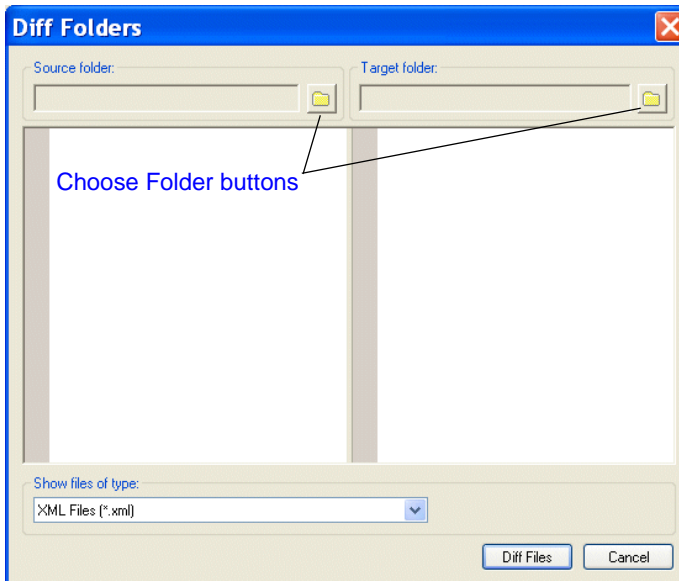 Diff Folders
Source folder:
Target folder:
Choose Folder buttons
Show files of type:
XML Files (*.xml)
Diff Files
Cancel